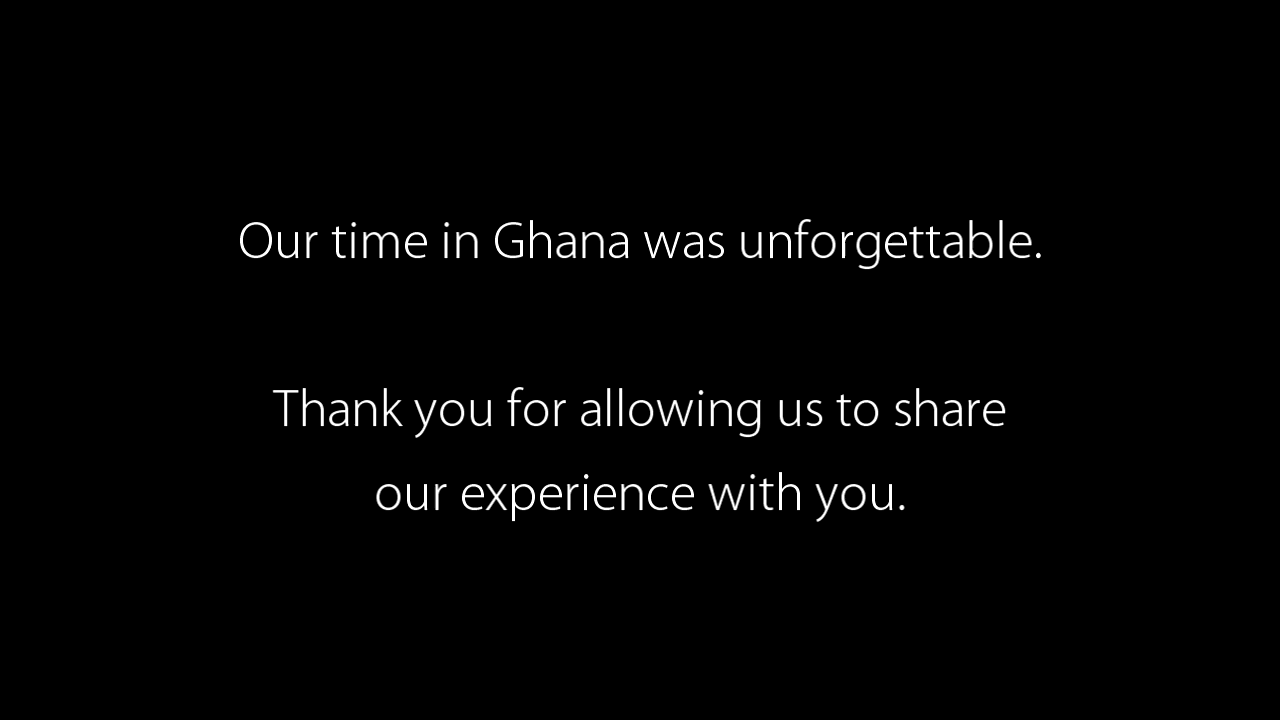 Our time in Ghana was unforgettable.
Thank you for allowing us to share
our experience with you.